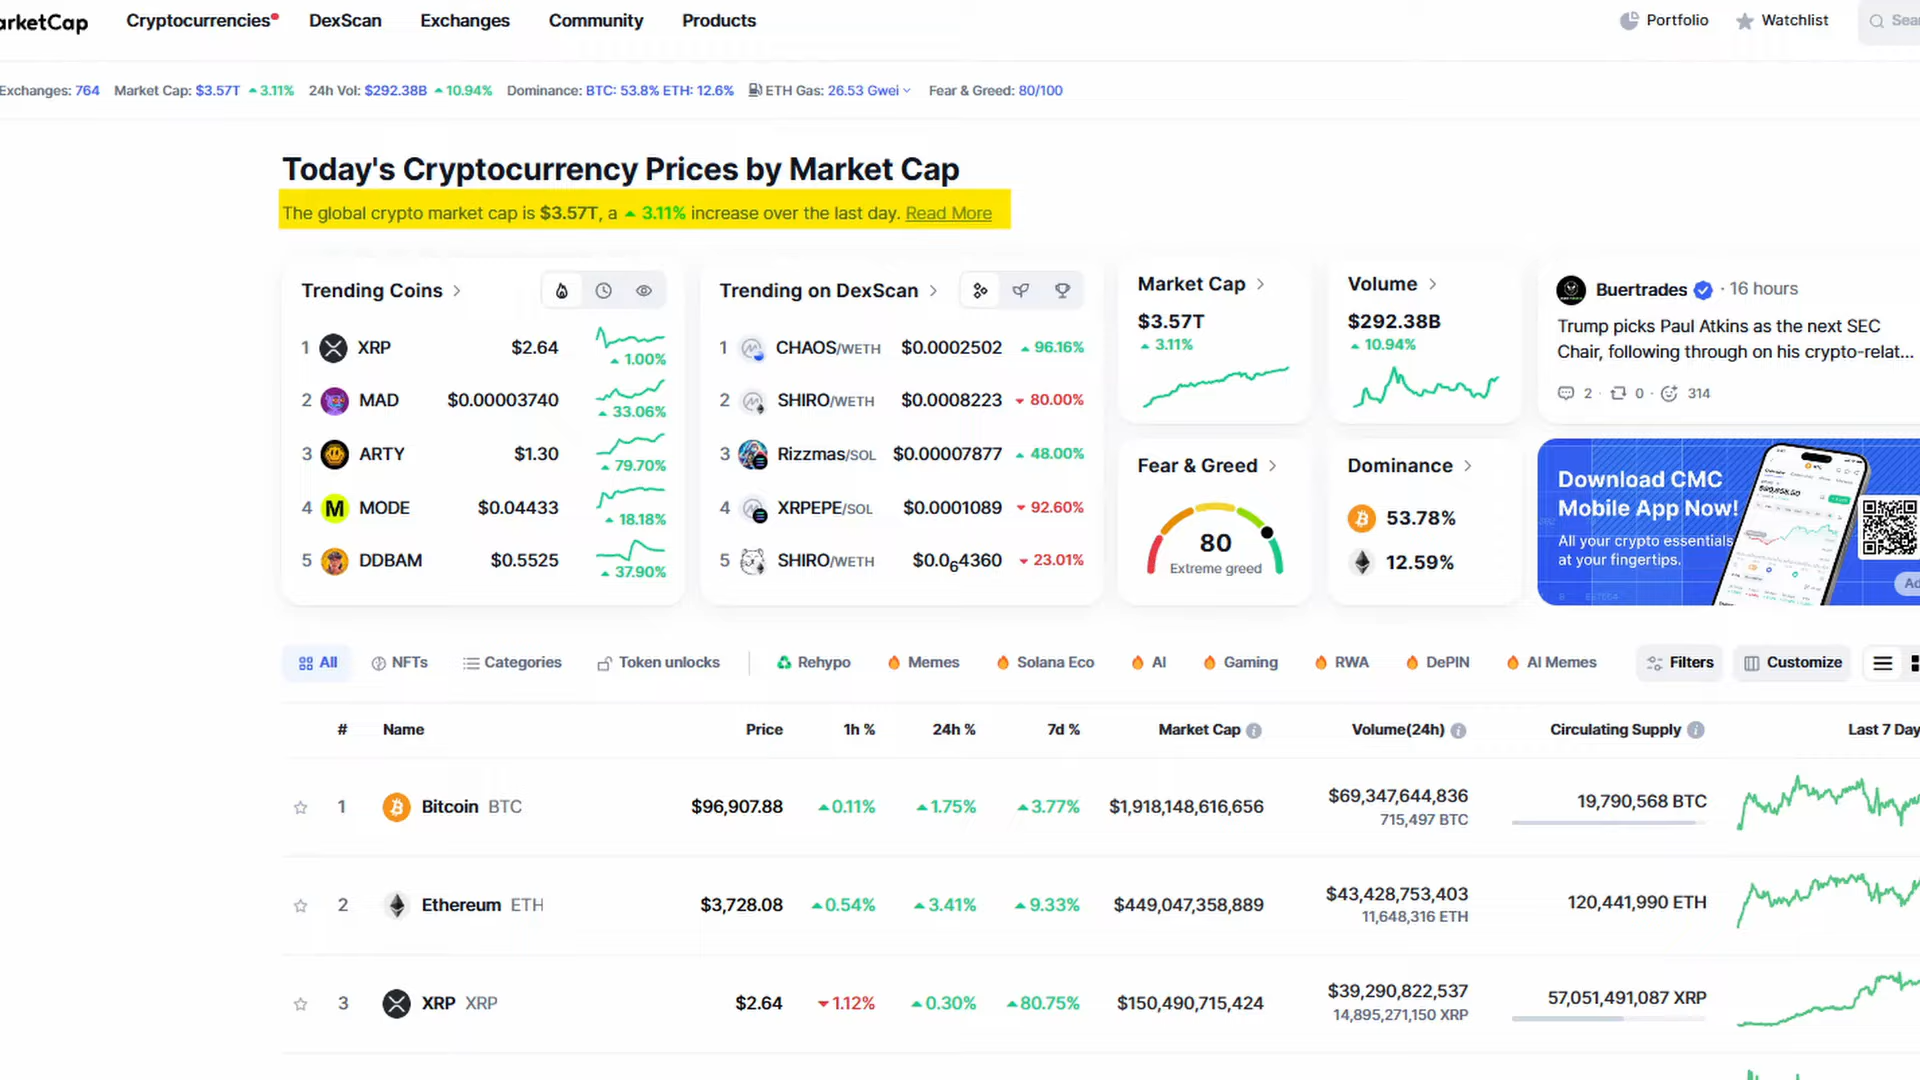 arketCap
Cryptocurrencies DexScan Exchanges Community Products
Portfolio Watchlist Sear
Exchanges: 764 Market Cap: $3.57T 3.11% 24h Vol: $292.38B 10.94% Dominance: BTC: 53.8% ETH: 12.6% ETH Gas: 26.53 Gwei Fear & Greed: 80/100
Today's Cryptocurrency Prices by Market Cap
The global crypto market cap is $3.57T, a 3.11% increase over the last day. Read More
Trending Coins
1 XRP $2.64 1.00%
2 MAD $0.00003740 33.06%
3 ARTY $1.30 79.70%
4 MODE $0.04433 18.18%
5 DDBAM $0.5525 37.90%
Trending on DexScan
1 CHAOS/WETH $0.0002502 96.16%
2 SHIRO/WETH $0.0008223 80.00%
3 Rizzmas/SOL $0.00007877 48.00%
4 XRPEPE/SOL $0.0001089 92.60%
5 SHIRO/WETH $0.0₆4360 23.01%
Market Cap
$3.57T
3.11%
Volume
$292.38B
10.94%
Fear & Greed
80
Extreme greed
Dominance
53.78%
12.59%
Buertrades · 16 hours
Trump picks Paul Atkins as the next SEC
Chair, following through on his crypto-relat...
2 · 0 · 314
Download CMC
Mobile App Now!
All your crypto essentials
at your fingertips.
Ad
All NFTs Categories Token unlocks Rehypo Memes Solana Eco AI Gaming RWA DePIN AI Memes Filters Customize
# Name Price 1h % 24h % 7d % Market Cap Volume(24h) Circulating Supply Last 7 Day
1 Bitcoin BTC $96,907.88 0.11% 1.75% 3.77% $1,918,148,616,656 $69,347,644,836 19,790,568 BTC
715,497 BTC
2 Ethereum ETH $3,728.08 0.54% 3.41% 9.33% $449,047,358,889 $43,428,753,403 120,441,990 ETH
11,648,316 ETH
3 XRP XRP $2.64 1.12% 0.30% 80.75% $150,490,715,424 $39,290,822,537 57,051,491,087 XRP
14,895,271,150 XRP